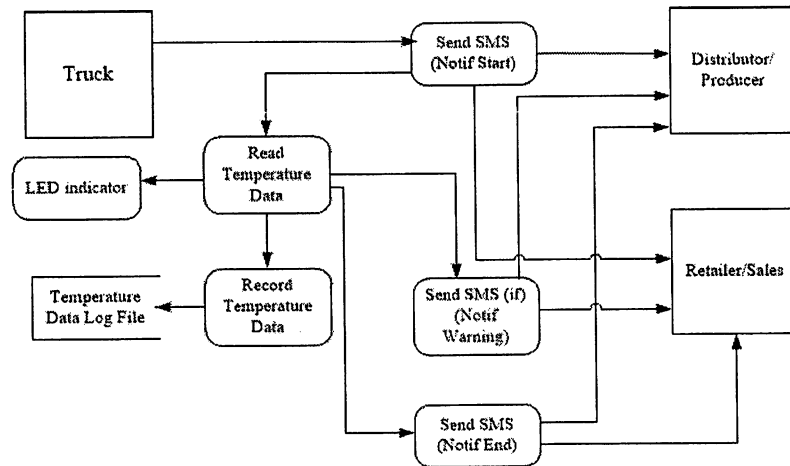 Truck
Send SMS
(Notif Start)
Distributor/
Producer
Read
Temperature
Data
LED indicator
Retailer/Sales
Temperature
Data Log File
Record
Temperature
Data
Send SMS (if)
(Notif
Warning)
Send SMS
(Notif End)